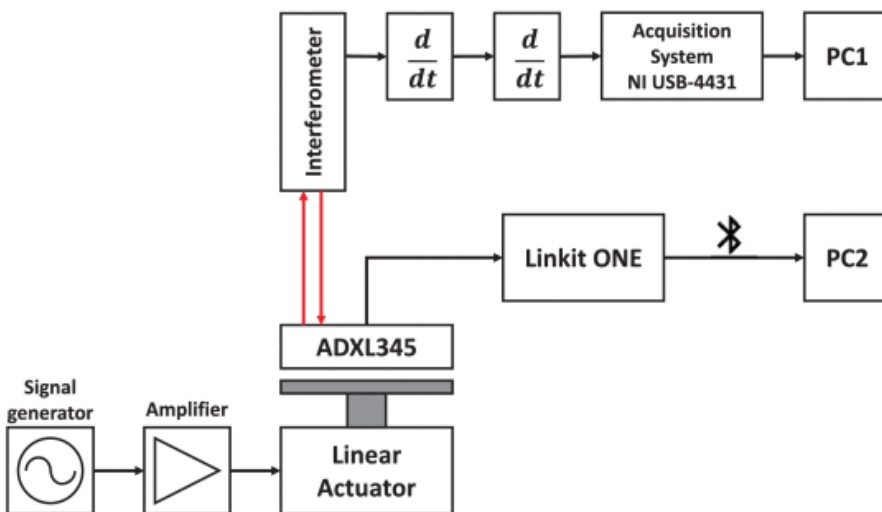 Interferometer
d
dt
d
dt
Acquisition
System
NI USB-4431
PC1
Linkit ONE
PC2
ADXL345
Signal
generator
Amplifier
Linear
Actuator